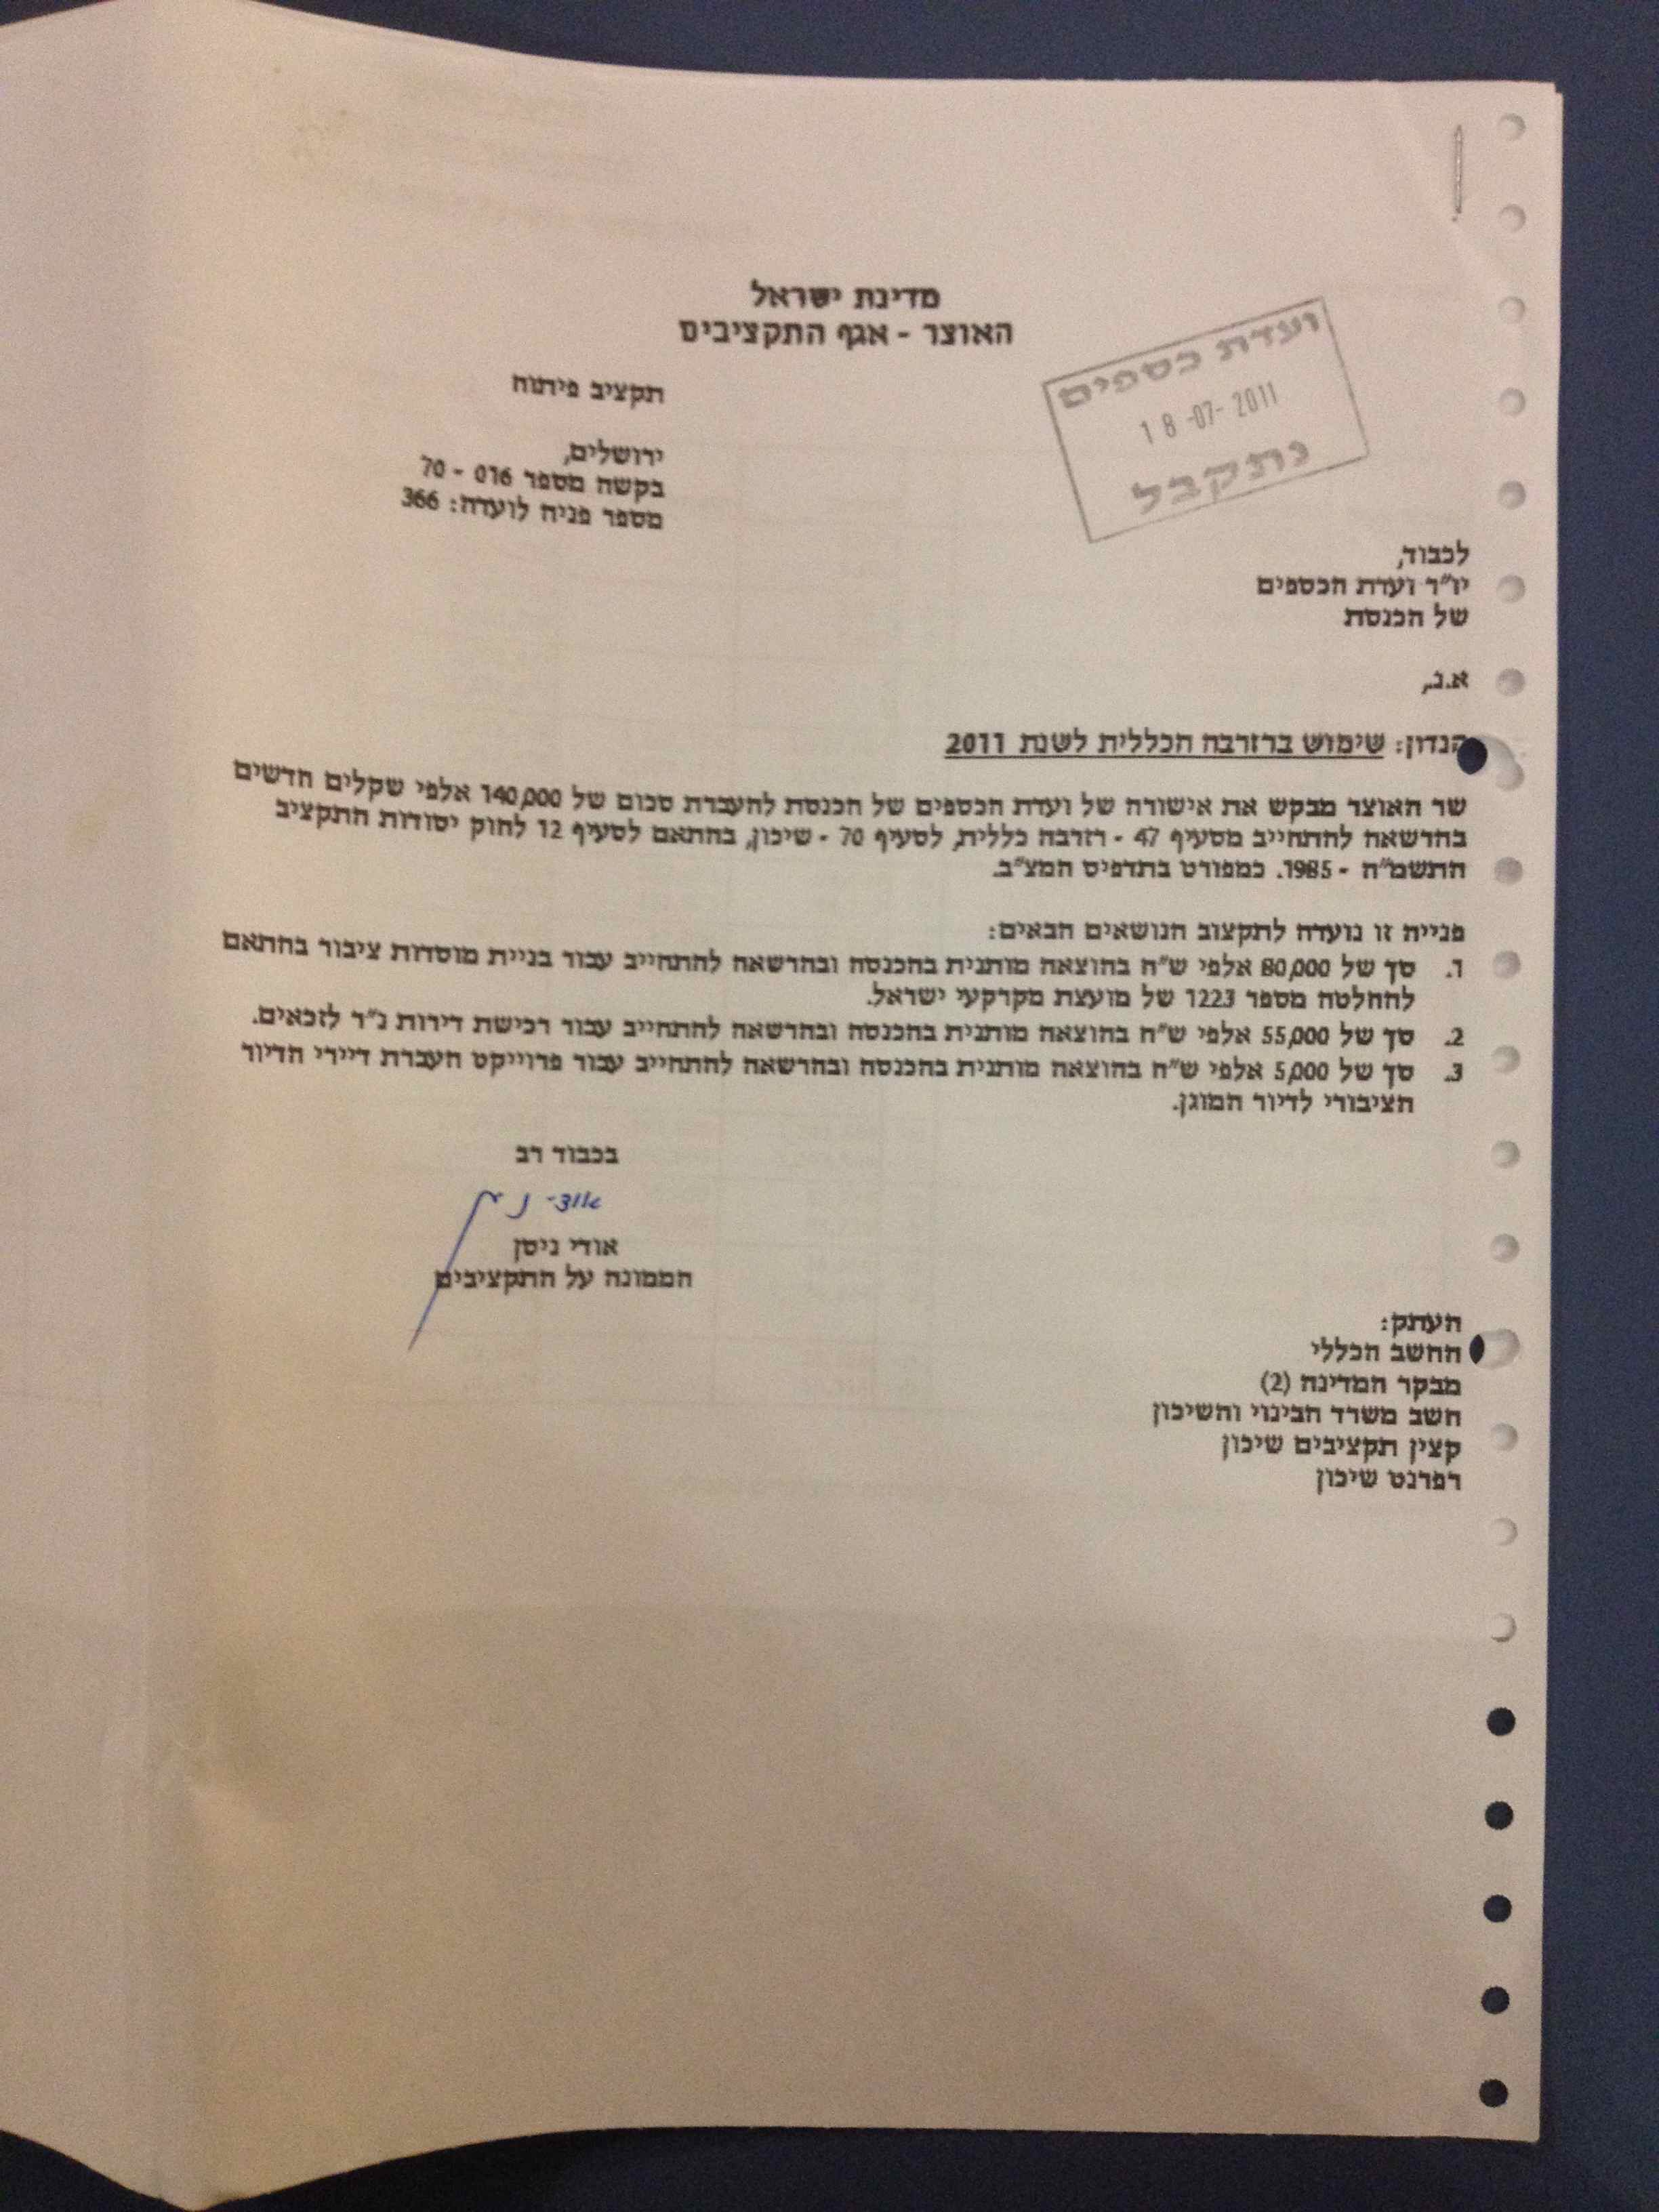 מדינת ישראל
האוצר - אגף התקציבים
ועדת כספים
18-07-2011
נתקבל
תקציב פיתוח
ירושלים,
בקשה מספר 016 - 70
מספר פניה לועדה: 366
לכבוד,
יו"ר ועדת הכספים
של הכנסת
א.נ.,
הנדון: שימוש ברזרבה הכללית לשנת 2011
שר האוצר מבקש את אישורה של ועדת הכספים של הכנסת להעברת סכום של 140,000 אלפי שקלים חדשים
בהרשאה להתחייב מסעיף 47 - רזרבה כללית, לסעיף 70 - שיכון, בהתאם לסעיף 12 לחוק יסודות התקציב
התשמ"ה - 1985. כמפורט בתדפיס המצ"ב.
פנייה זו נועדה לתקצוב הנושאים הבאים:
1. סך של 80,000 אלפי ש"ח בהוצאה מותנית בהכנסה ובהרשאה להתחייב עבור בניית מוסדות ציבור בהתאם
להחלטה מספר 1223 של מועצת מקרקעי ישראל.
2. סך של 55,000 אלפי ש"ח בהוצאה מותנית בהכנסה ובהרשאה להתחייב עבור רכישת דירות נ"ר לזכאים.
3. סך של 5,000 אלפי ש"ח בהוצאה מותנית בהכנסה ובהרשאה להתחייב עבור פרוייקט העברת דיירי הדיור
הציבורי לדיור המוגן.
בכבוד רב
אודי ניסן
הממונה על התקציבים
העתק:
החשב הכללי
מבקר המדינה (2)
חשב משרד הבינוי והשיכון
קצין תקציבים שיכון
רפרנט שיכון